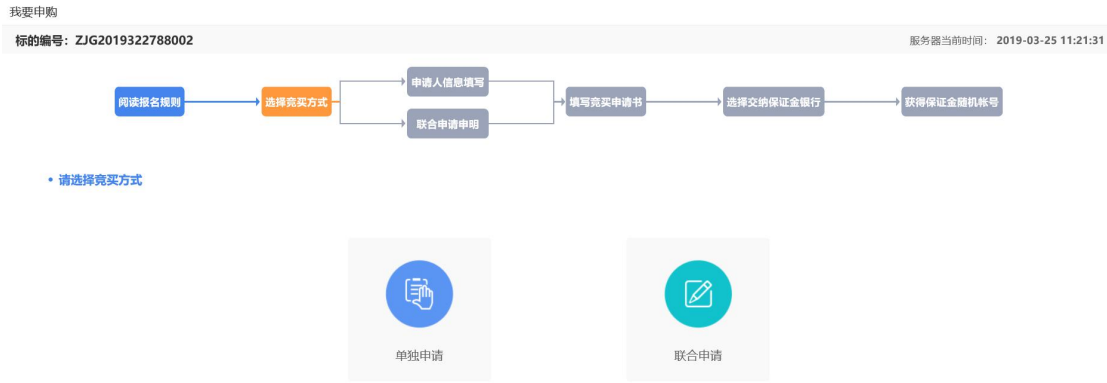 我要申购
标的编号：ZJG2019322788002
服务器当前时间： 2019-03-25 11:21:31
阅读报名规则
选择竞买方式
申请人信息填写
联合申请申明
填写竞买申请书
选择交纳保证金银行
获得保证金随机帐号
• 请选择竞买方式
单独申请
联合申请